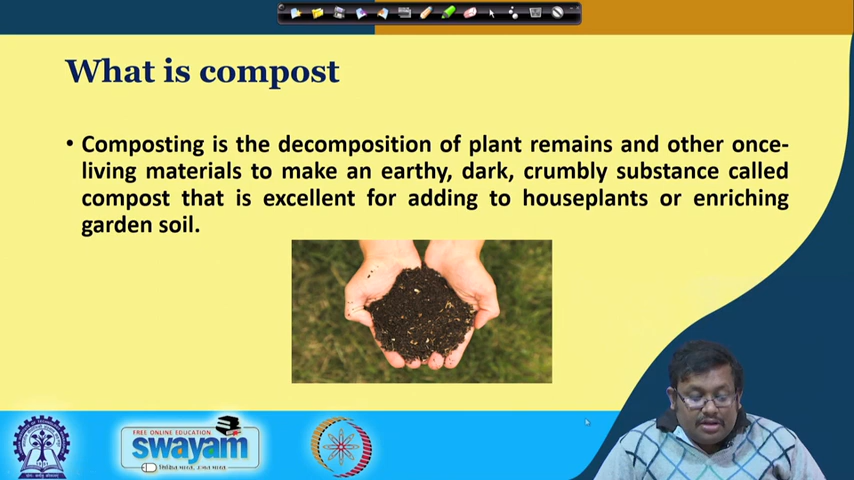 What is compost
• Composting is the decomposition of plant remains and other once-
living materials to make an earthy, dark, crumbly substance called
compost that is excellent for adding to houseplants or enriching
garden soil.
FREE ONLINE EDUCATION
swayam